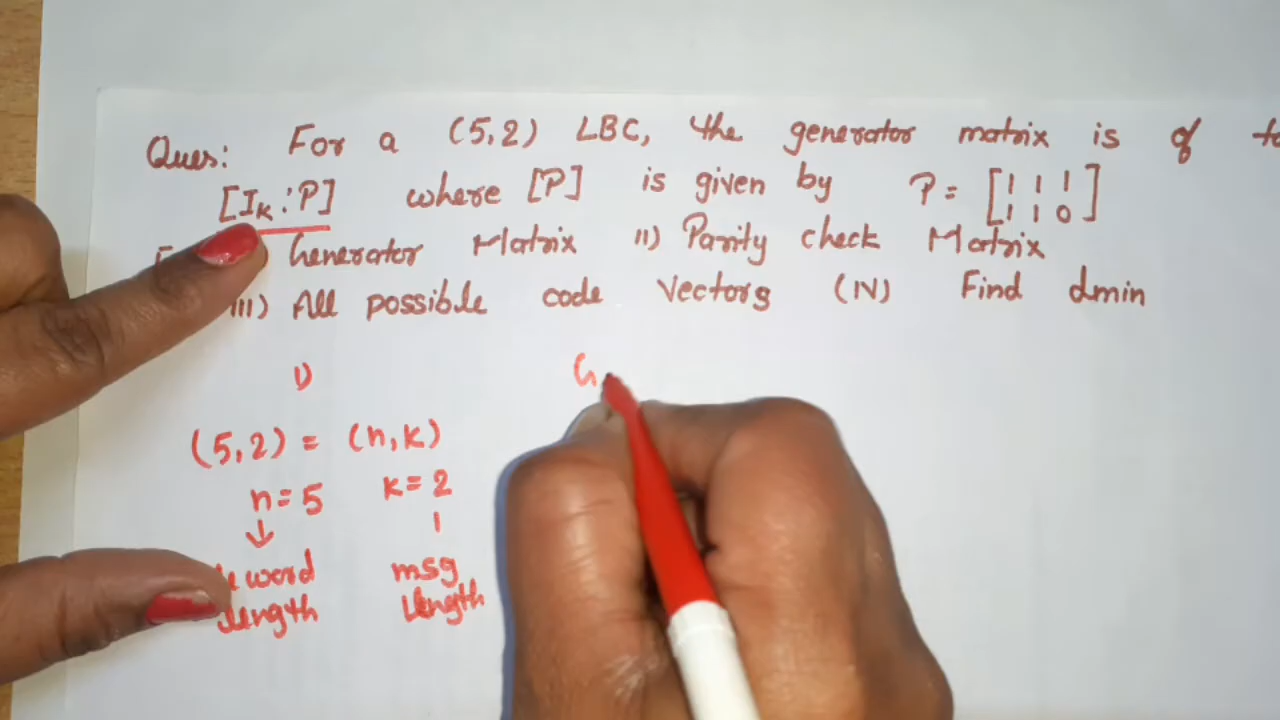 Ques: For a (5,2) LBC, the generator matrix is of
[Ik : P] where [P] is given by P = [1 1 1
1 1 0]
Generator Matrix ii) Parity check Matrix
iii) All possible code vectors (IV) Find dmin
i)
G
(5,2) = (n,k)
n = 5 k = 2
↓
word msg
length length